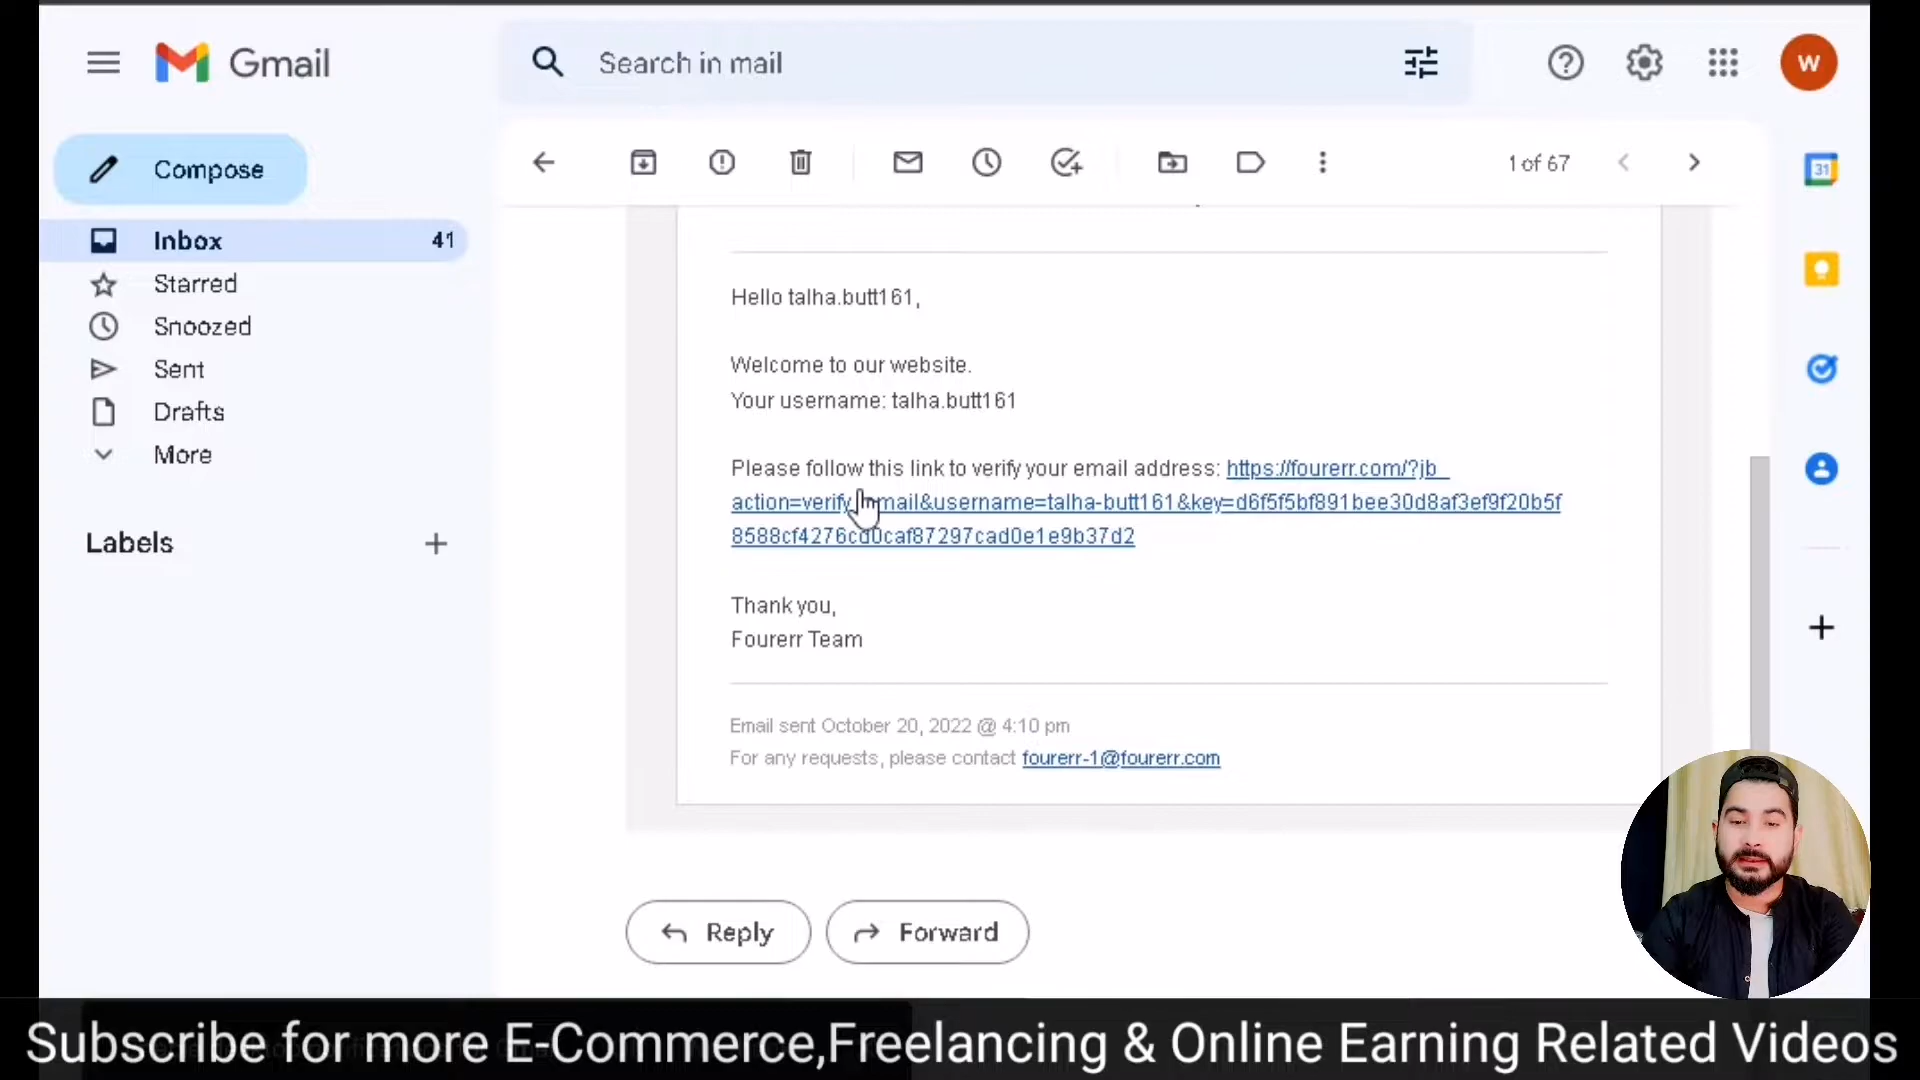 Gmail
Search in mail
W
Compose
1 of 67
31
Inbox 41
Starred
Snoozed
Sent
Drafts
More
Labels
Hello talha.butt161,
Welcome to our website.
Your username: talha.butt161
Please follow this link to verify your email address: https://fourerr.com/?jb_
action=verify_email&username=talha-butt161&key=d6f5f5bf891bee30d8af3ef9f20b5f
8588cf4276cd0caf87297cad0e1e9b37d2
Thank you,
Fourerr Team
Email sent October 20, 2022 @ 4:10 pm
For any requests, please contact fourerr-1@fourerr.com
Reply
Forward
Subscribe for more E-Commerce,Freelancing & Online Earning Related Videos